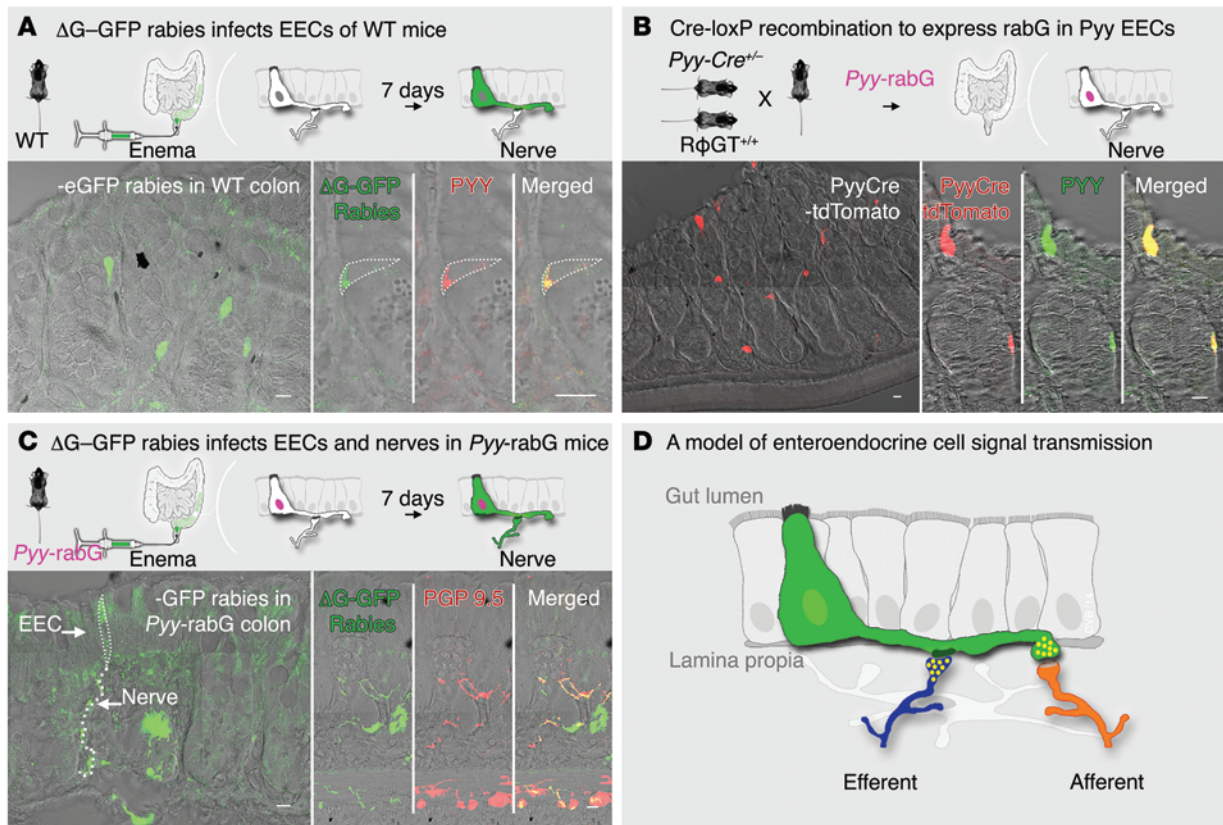 A ΔG–GFP rabies infects EECs of WT mice
WT
Enema
7 days
Nerve
-eGFP rabies in WT colon
ΔG-GFP
Rabies
PYY
Merged
B Cre-loxP recombination to express rabG in Pyy EECs
Pyy-Cre+/–
X
RϕGT+/+
Pyy-rabG
Nerve
PyyCre
-tdTomato
PyyCre
tdTomato
PYY
Merged
C ΔG–GFP rabies infects EECs and nerves in Pyy-rabG mice
Pyy-rabG
Enema
7 days
Nerve
-GFP rabies in
Pyy-rabG colon
EEC
Nerve
ΔG-GFP
Rabies
PGP 9.5
Merged
D A model of enteroendocrine cell signal transmission
Gut lumen
Lamina propia
Efferent
Afferent